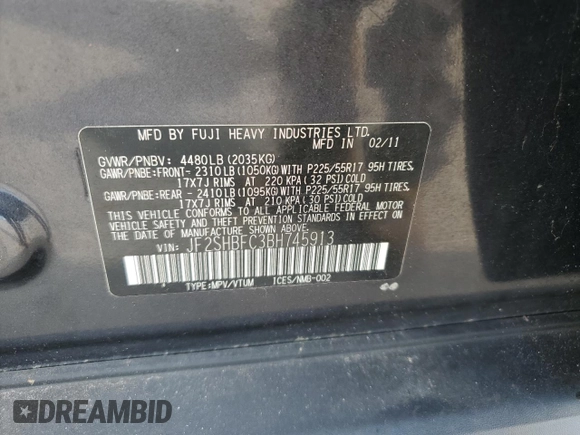 MFD BY FUJI HEAVY INDUSTRIES LTD.
MFD IN 02/11
GVWR/PNBV: 4480LB(2035KG)
GAWR/PNBE:FRONT-2310LB(1050KG)WITH P225/55R17 95H TIRES,
17X7J RIMS AT 220 KPA(32 PSI)COLD
GAWR/PNBE:REAR -2410LB(1095KG)WITH P225/55R17 95H TIRES,
17X7J RIMS AT 210 KPA(30 PSI)COLD
THIS VEHICLE CONFORMS TO ALL APPLICABLE FEDERAL MOTOR
VEHICLE SAFETY AND BUMPER STANDARDS IN EFFECT ON THE
DATE OF MANUFACTURE SHOWN ABOVE.
VIN: JF2SHBFC3BH745913
TYPE:MPV/VTUM ICES/NMB-002
DREAMBID